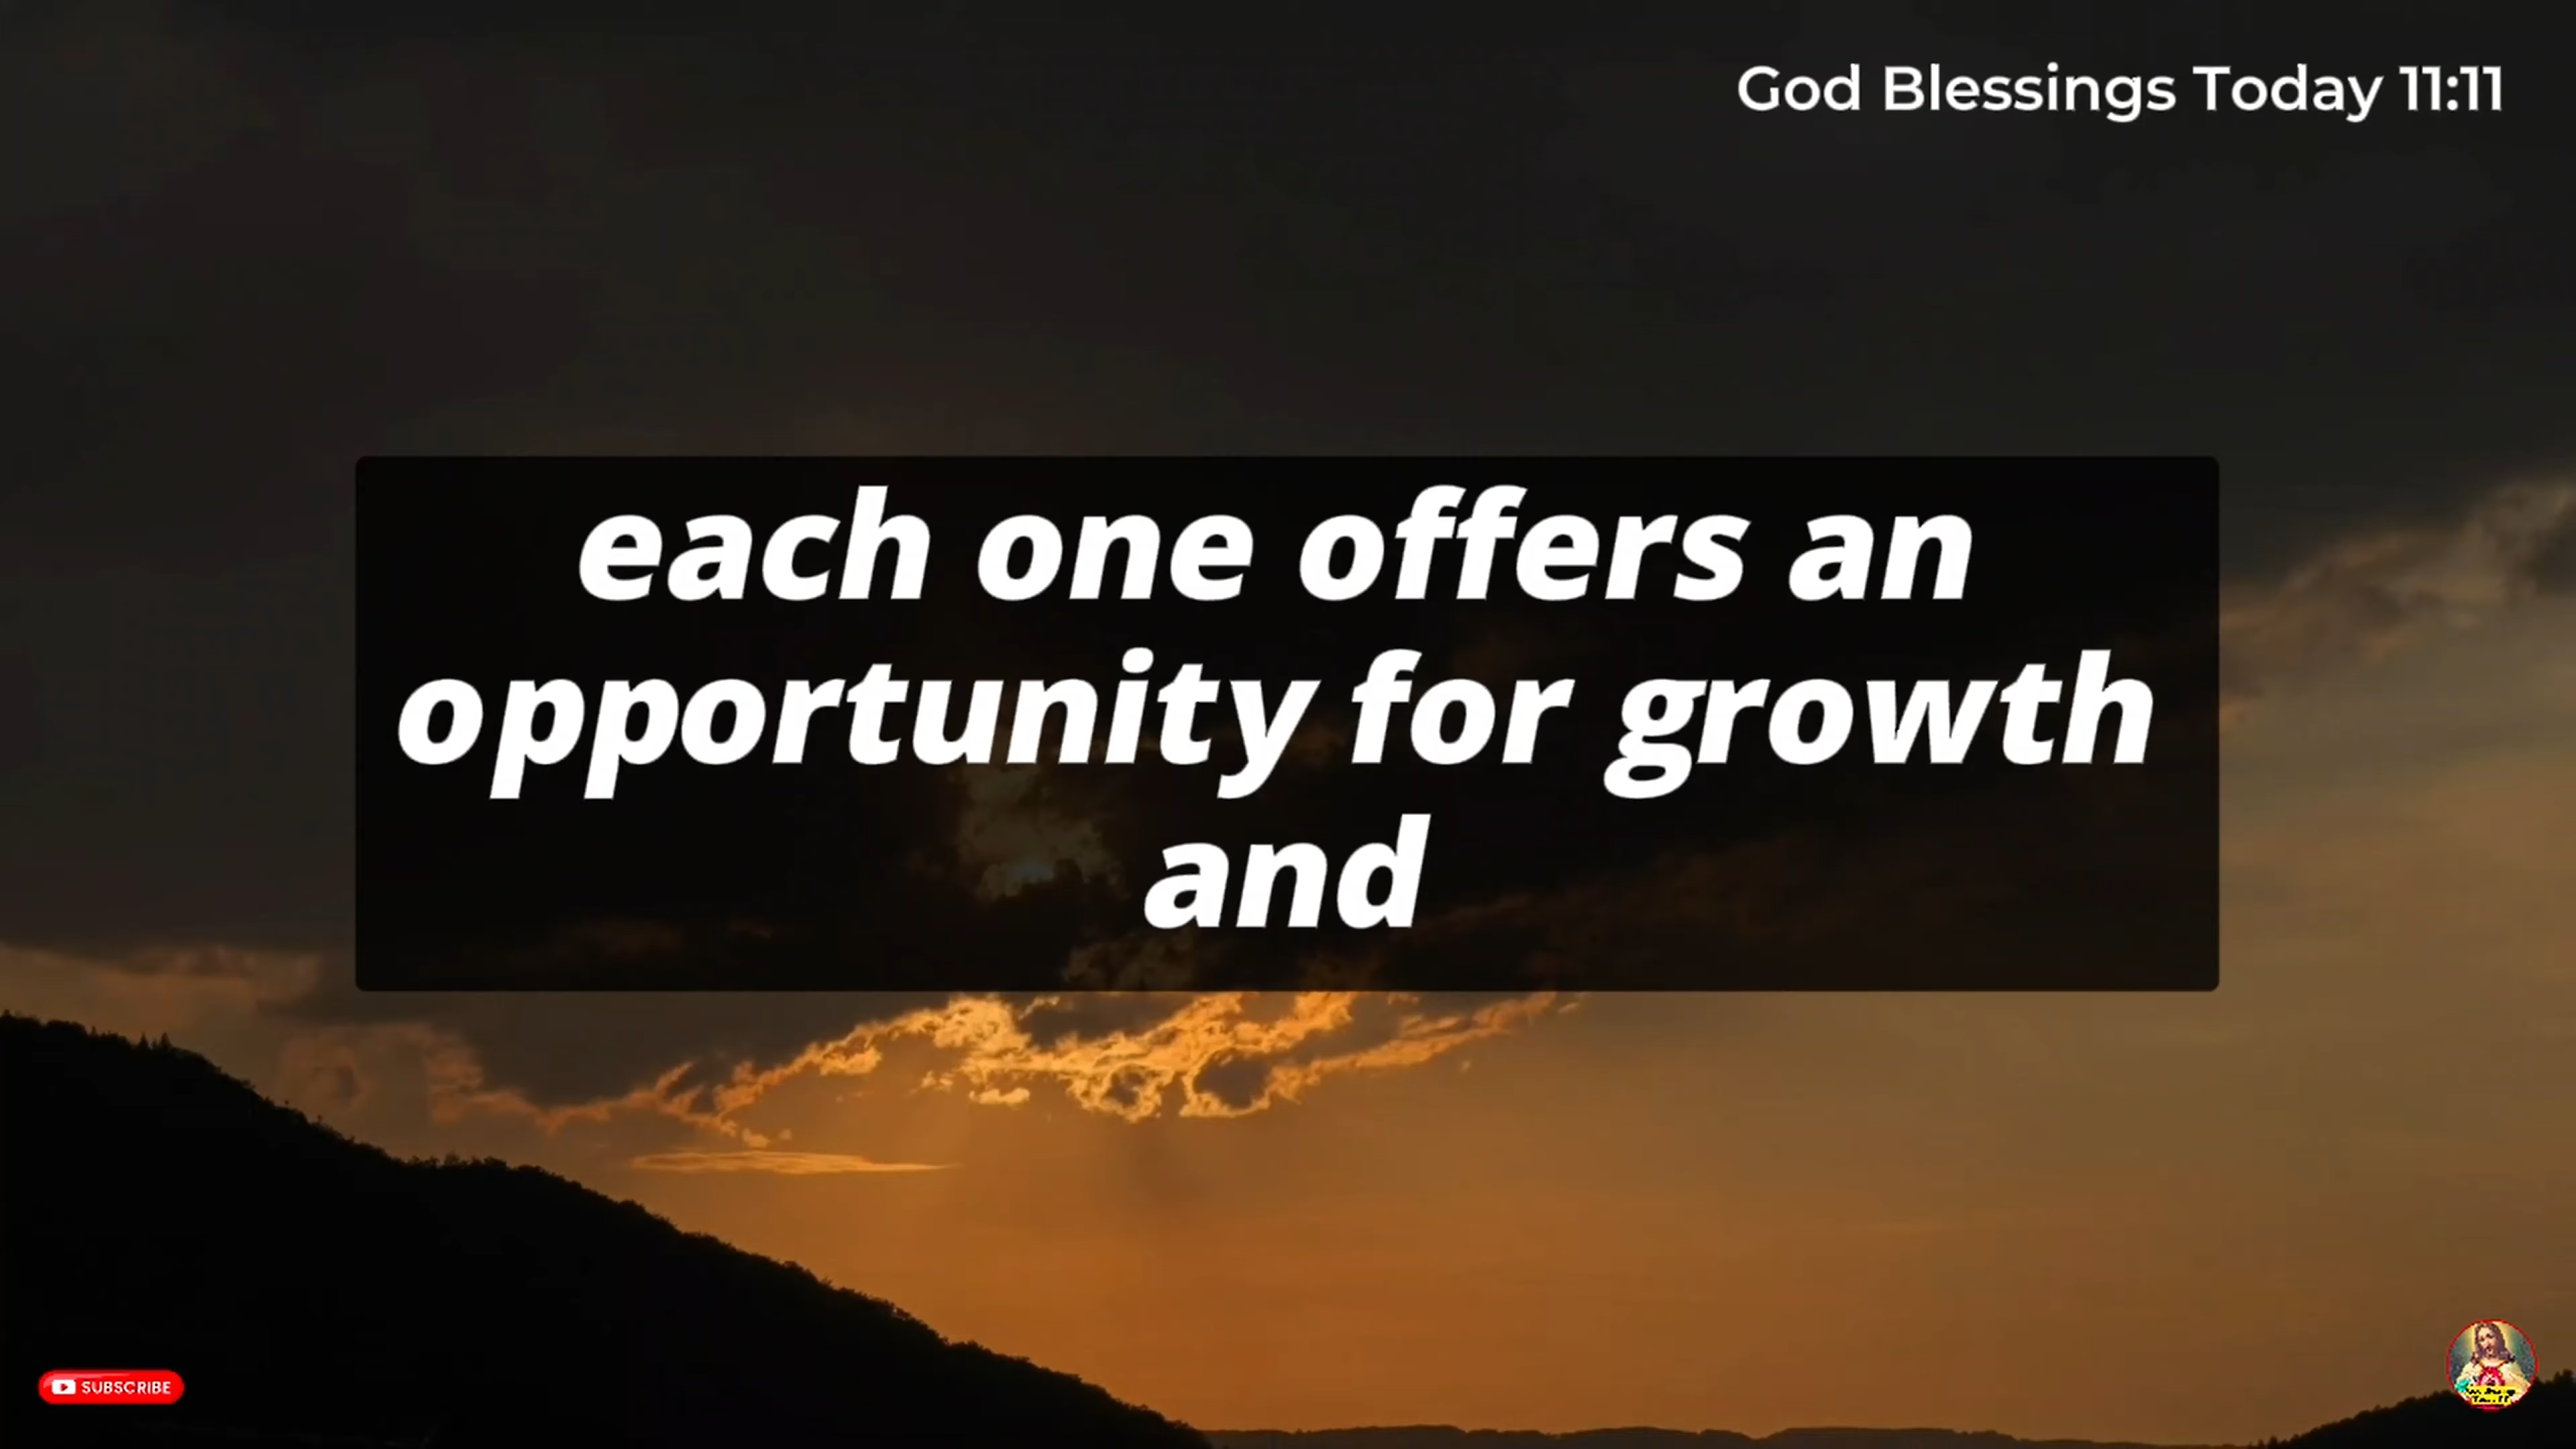 God Blessings Today 11:11
each one offers an
opportunity for growth
and
SUBSCRIBE